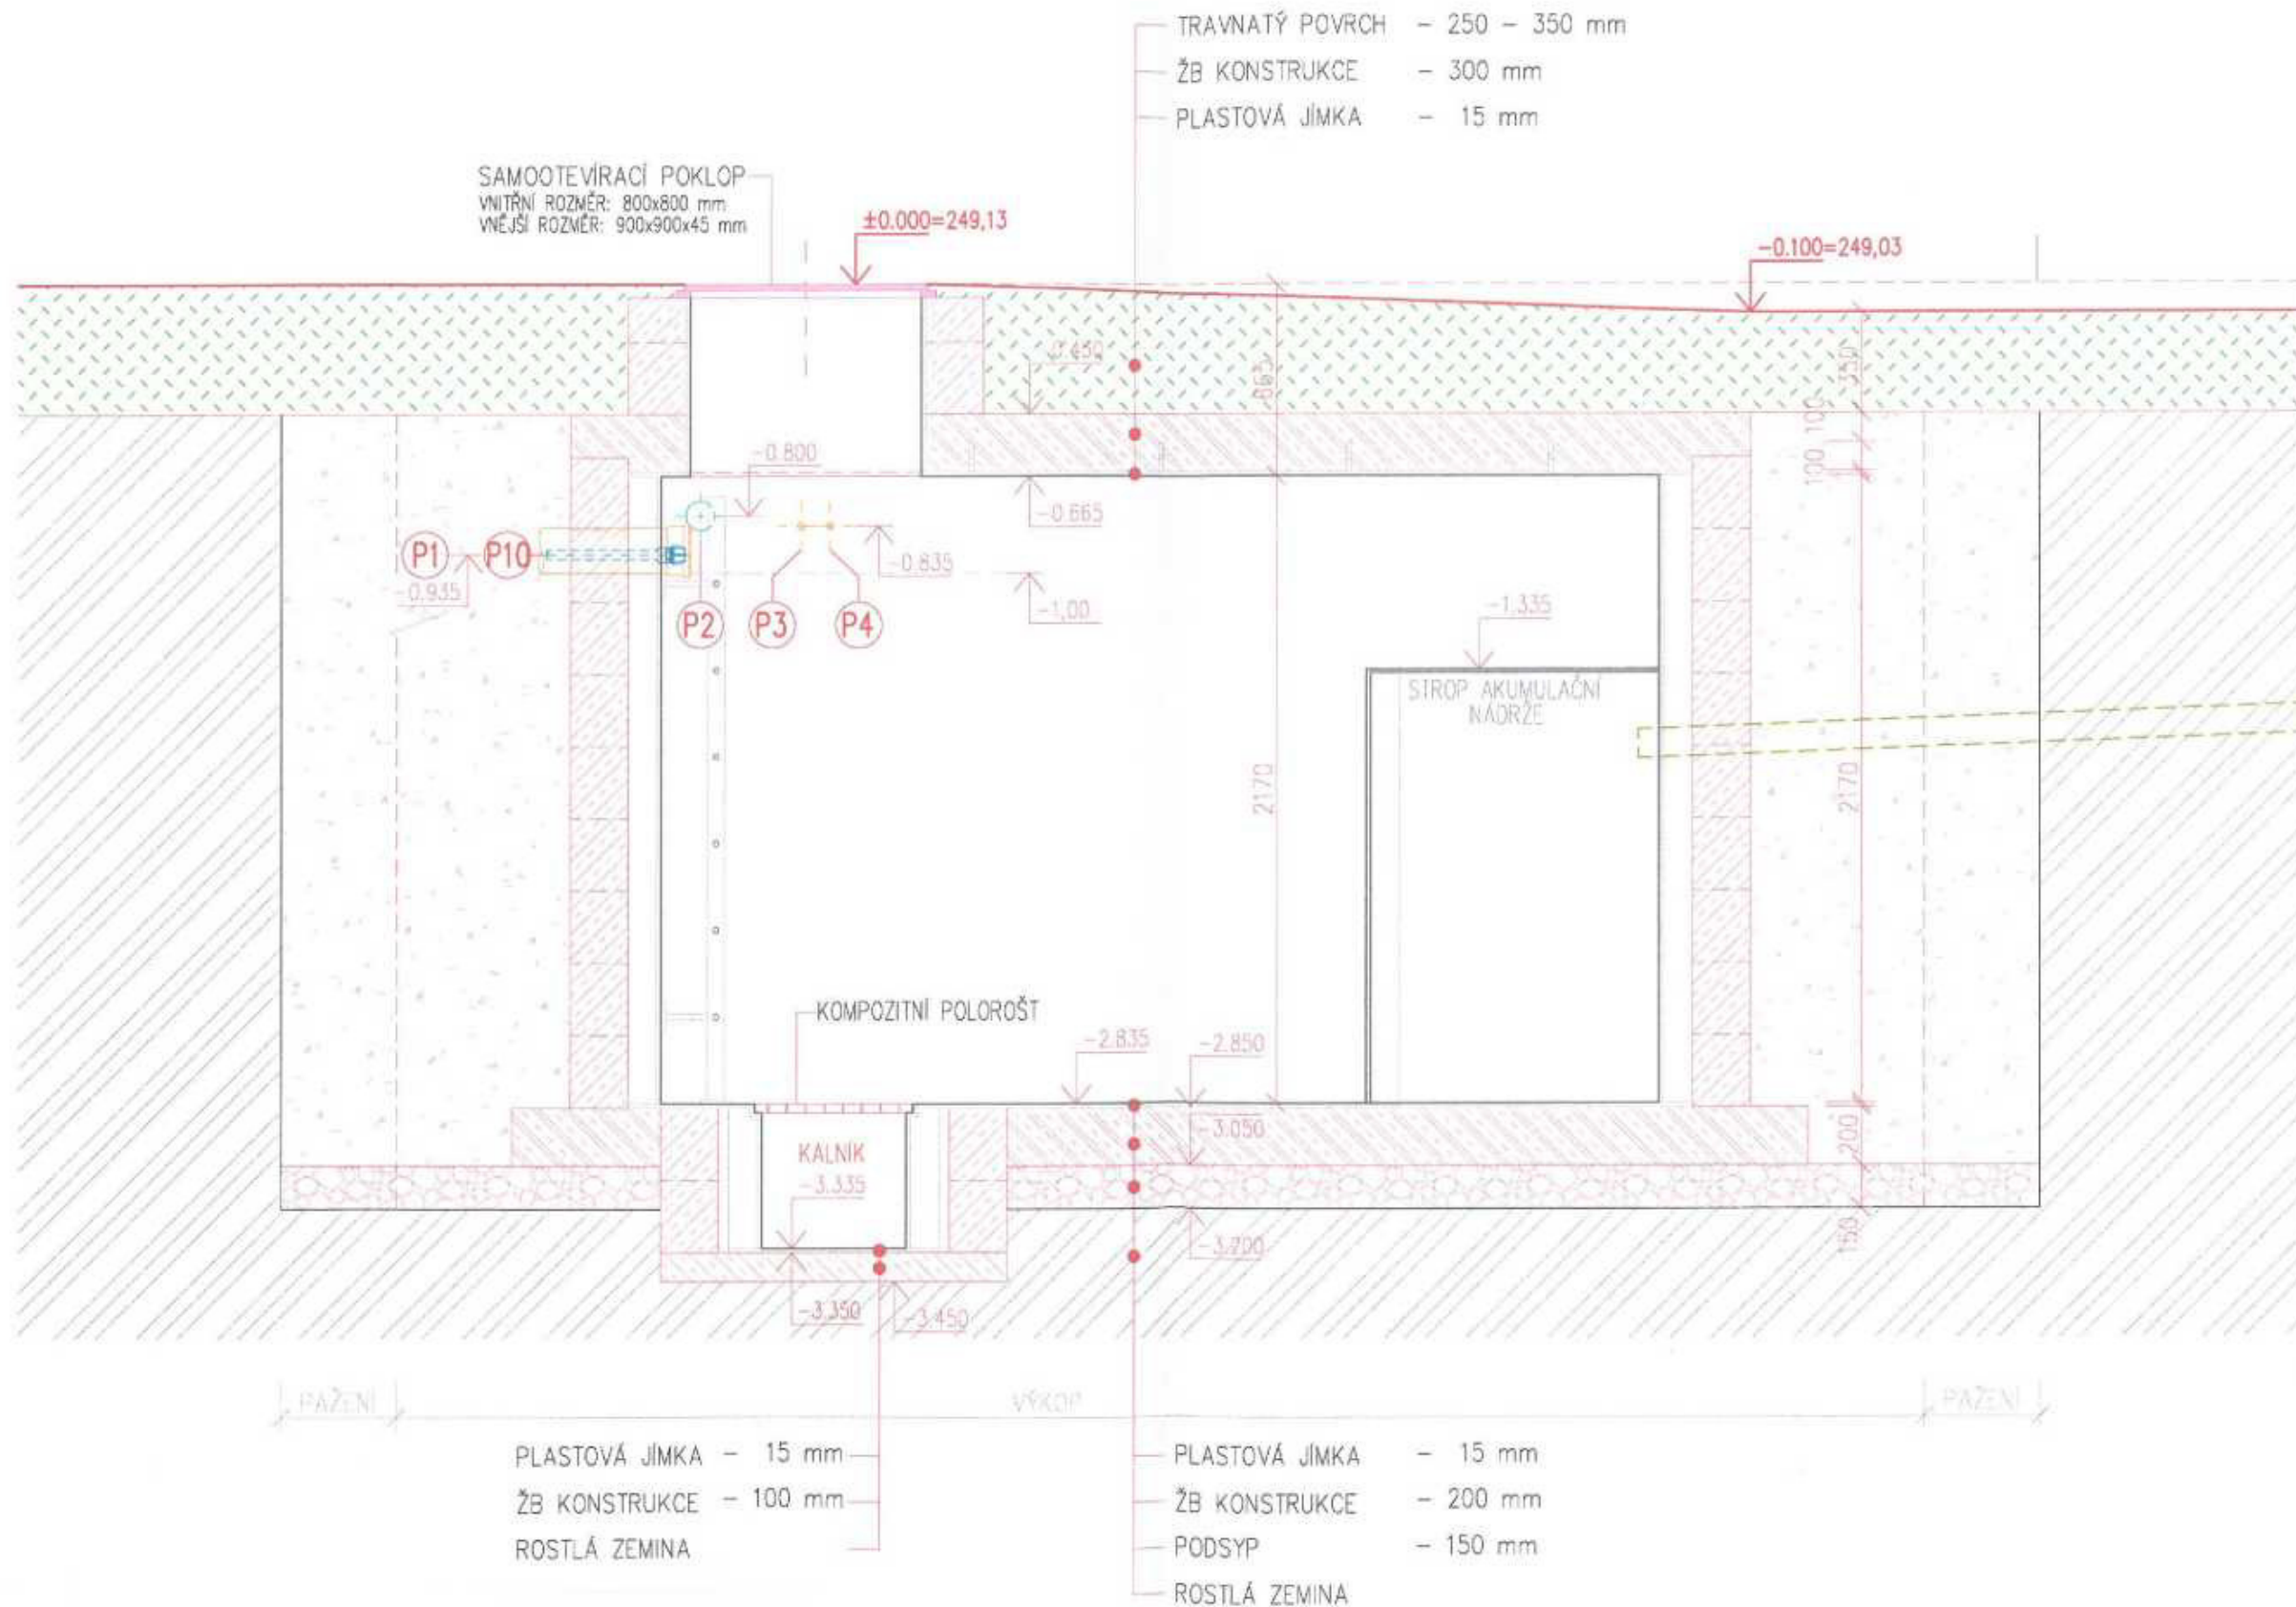 TRAVNATÝ POVRCH - 250 - 350 mm
ŽB KONSTRUKCE - 300 mm
PLASTOVÁ JÍMKA - 15 mm
SAMOOTEVÍRACÍ POKLOP
VNITŘNÍ ROZMĚR: 800x800 mm
VNĚJŠÍ ROZMĚR: 900x900x45 mm
±0.000=249,13
-0.100=249,03
-0.450
665
350
100
100
-0.800
-0.665
P1
P10
-0.835
-0.935
-1,00
P2
P3
P4
-1.335
STROP AKUMULAČNÍ
NÁDRŽE
2170
2170
KOMPOZITNÍ POLOROŠT
-2.835
-2.850
-3.050
200
KALNÍK
-3.335
-3.200
150
-3.350
-3.450
PAŽENÍ
VÝKOP
PAŽENÍ
PLASTOVÁ JÍMKA - 15 mm
ŽB KONSTRUKCE - 100 mm
ROSTLÁ ZEMINA
PLASTOVÁ JÍMKA - 15 mm
ŽB KONSTRUKCE - 200 mm
PODSYP - 150 mm
ROSTLÁ ZEMINA